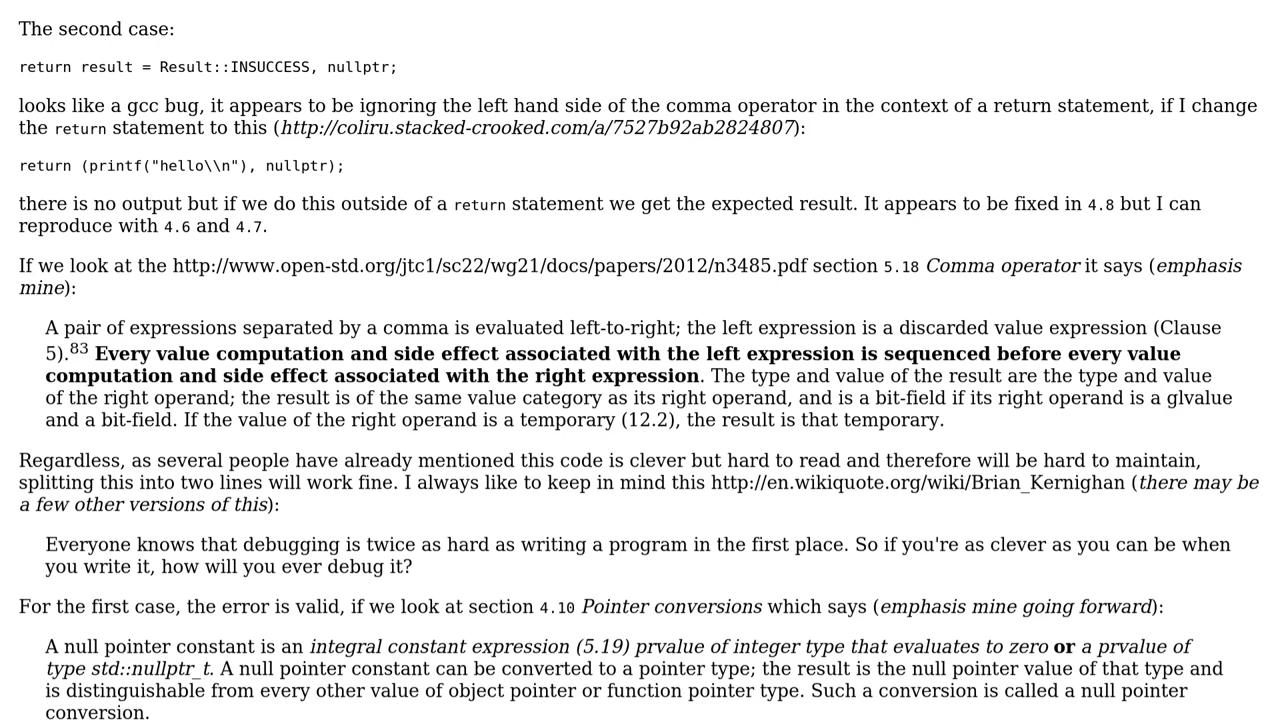 The second case:
return result = Result::INSUCCESS, nullptr;
looks like a gcc bug, it appears to be ignoring the left hand side of the comma operator in the context of a return statement, if I change
the return statement to this (http://coliru.stacked-crooked.com/a/7527b92ab2824807):
return (printf("hello\\n"), nullptr);
there is no output but if we do this outside of a return statement we get the expected result. It appears to be fixed in 4.8 but I can
reproduce with 4.6 and 4.7.
If we look at the http://www.open-std.org/jtc1/sc22/wg21/docs/papers/2012/n3485.pdf section 5.18 Comma operator it says (emphasis
mine):
A pair of expressions separated by a comma is evaluated left-to-right; the left expression is a discarded value expression (Clause
5).83 Every value computation and side effect associated with the left expression is sequenced before every value
computation and side effect associated with the right expression. The type and value of the result are the type and value
of the right operand; the result is of the same value category as its right operand, and is a bit-field if its right operand is a glvalue
and a bit-field. If the value of the right operand is a temporary (12.2), the result is that temporary.
Regardless, as several people have already mentioned this code is clever but hard to read and therefore will be hard to maintain,
splitting this into two lines will work fine. I always like to keep in mind this http://en.wikiquote.org/wiki/Brian_Kernighan (there may be
a few other versions of this):
Everyone knows that debugging is twice as hard as writing a program in the first place. So if you're as clever as you can be when
you write it, how will you ever debug it?
For the first case, the error is valid, if we look at section 4.10 Pointer conversions which says (emphasis mine going forward):
A null pointer constant is an integral constant expression (5.19) prvalue of integer type that evaluates to zero or a prvalue of
type std::nullptr_t. A null pointer constant can be converted to a pointer type; the result is the null pointer value of that type and
is distinguishable from every other value of object pointer or function pointer type. Such a conversion is called a null pointer
conversion.